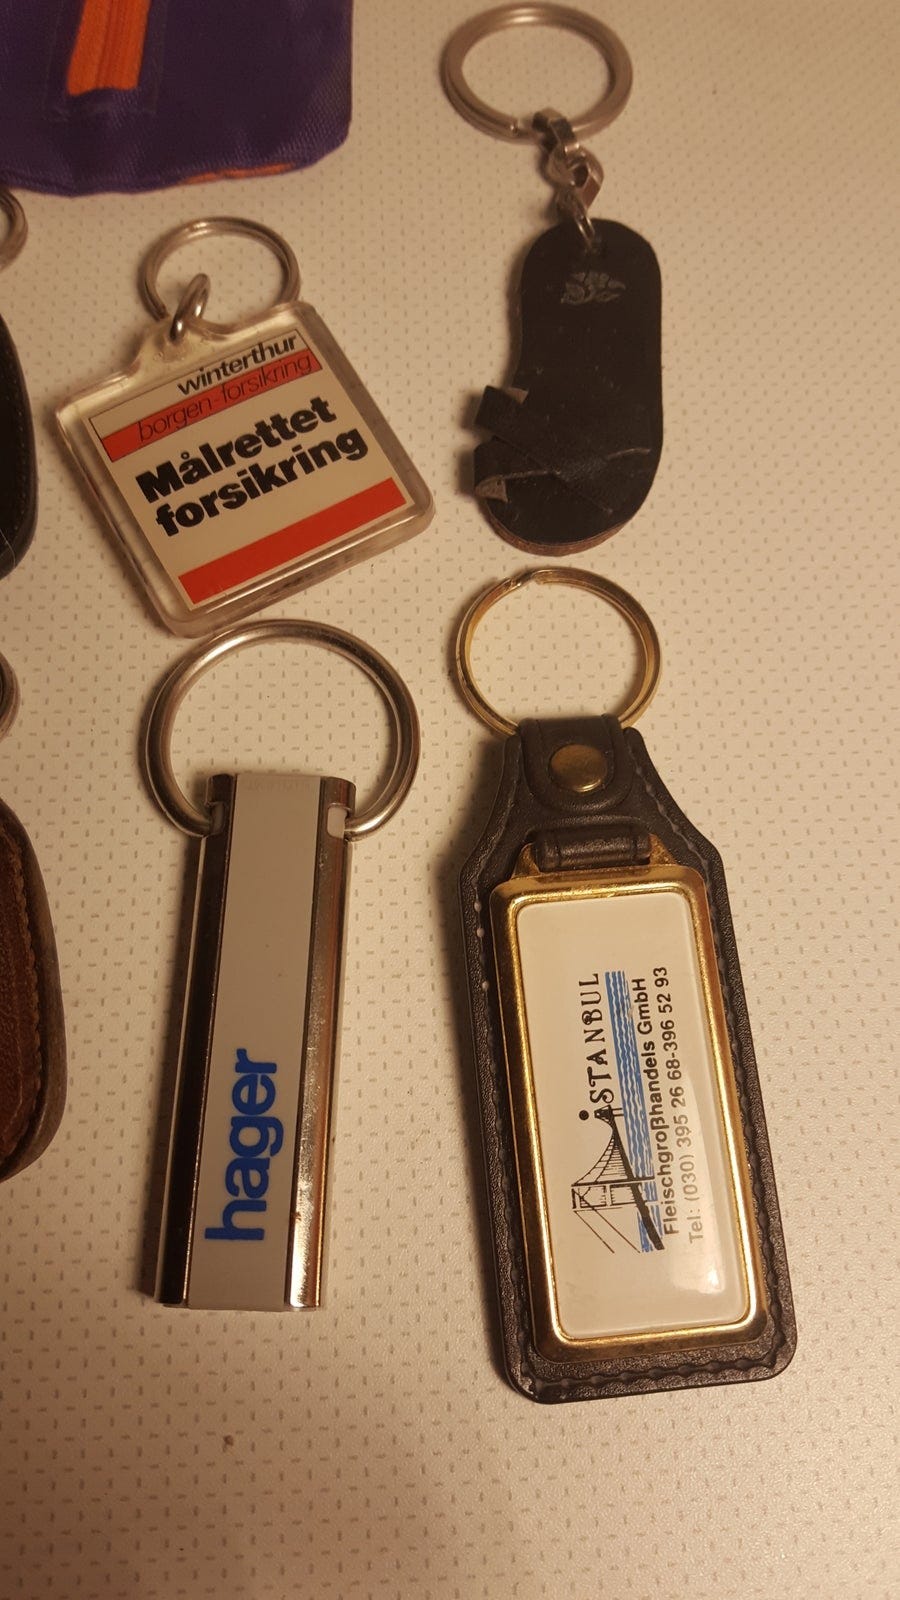 winterthur
borgen-forsikring
Målrettet
forsikring
hager
İSTANBUL
Fleischgroßhandels GmbH
Tel: (030) 395 26 68-396 52 93